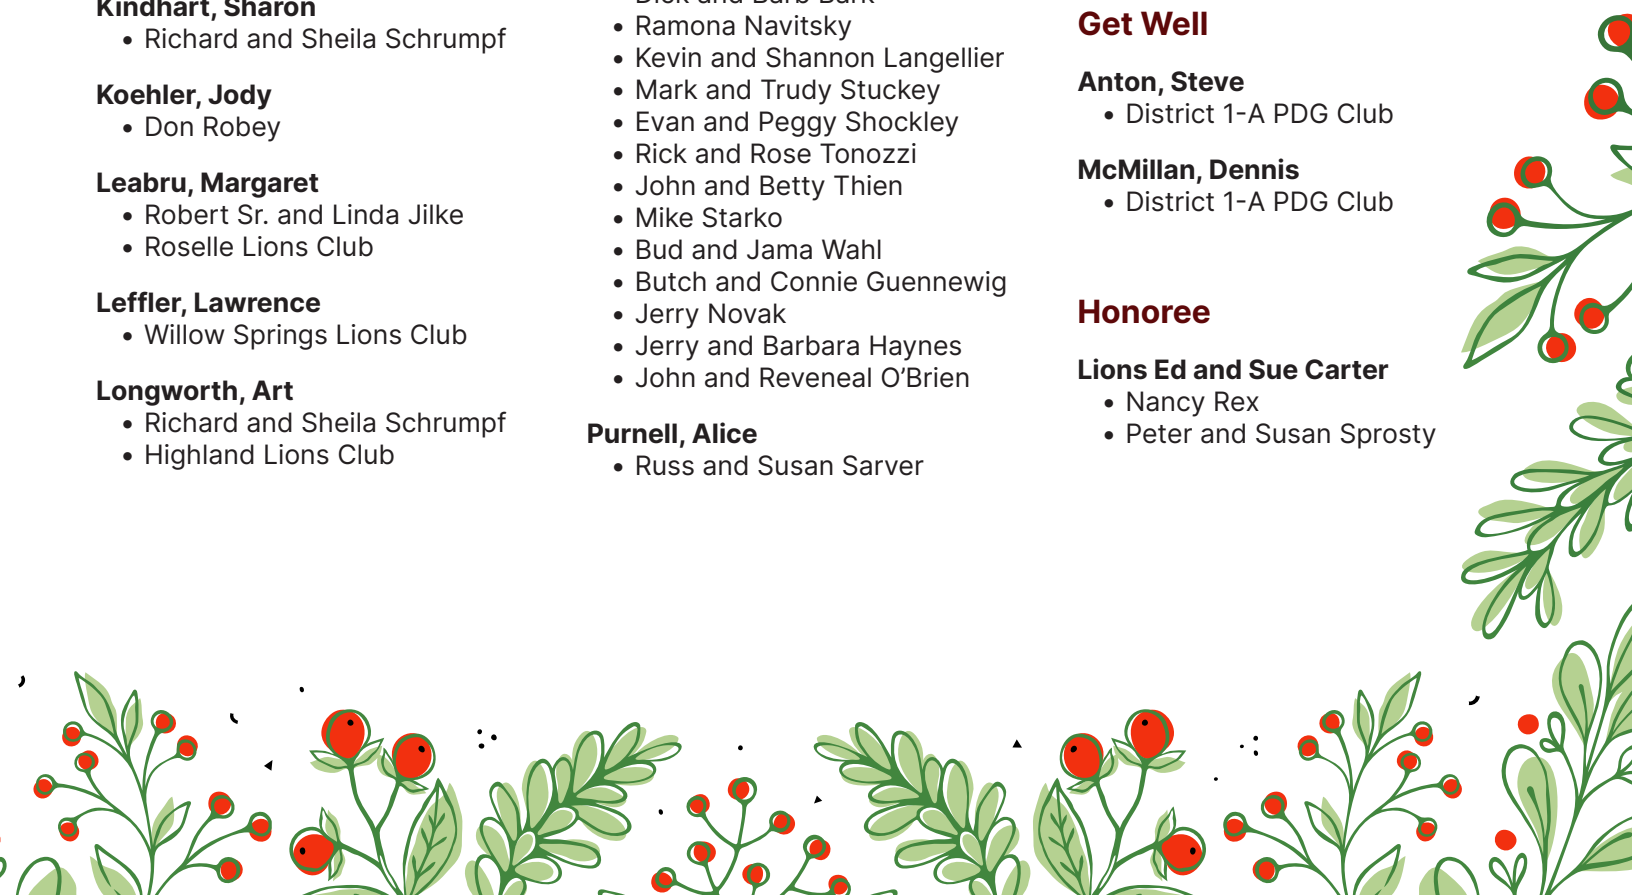 Kindhart, Sharon
• Richard and Sheila Schrumpf
Koehler, Jody
• Don Robey
Leabru, Margaret
• Robert Sr. and Linda Jilke
• Roselle Lions Club
Leffler, Lawrence
• Willow Springs Lions Club
Longworth, Art
• Richard and Sheila Schrumpf
• Highland Lions Club
• Ramona Navitsky
• Kevin and Shannon Langellier
• Mark and Trudy Stuckey
• Evan and Peggy Shockley
• Rick and Rose Tonozzi
• John and Betty Thien
• Mike Starko
• Bud and Jama Wahl
• Butch and Connie Guennewig
• Jerry Novak
• Jerry and Barbara Haynes
• John and Reveneal O’Brien
Purnell, Alice
• Russ and Susan Sarver
Get Well
Anton, Steve
• District 1-A PDG Club
McMillan, Dennis
• District 1-A PDG Club
Honoree
Lions Ed and Sue Carter
• Nancy Rex
• Peter and Susan Sprosty